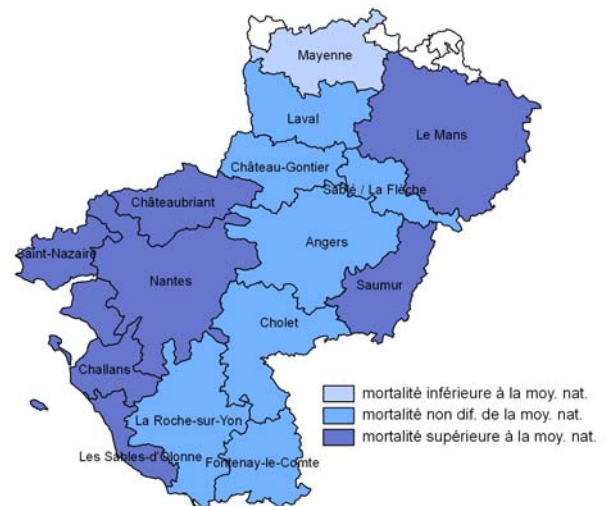 Mayenne
Laval
Le Mans
Château-Gontier
Sablé / La Flèche
Châteaubriant
Angers
Saint-Nazaire
Nantes
Saumur
Cholet
Challans
La Roche-sur-Yon
Les Sables-d'Olonne
Fontenay-le-Comte
mortalité inférieure à la moy. nat.
mortalité non dif. de la moy. nat.
mortalité supérieure à la moy. nat.